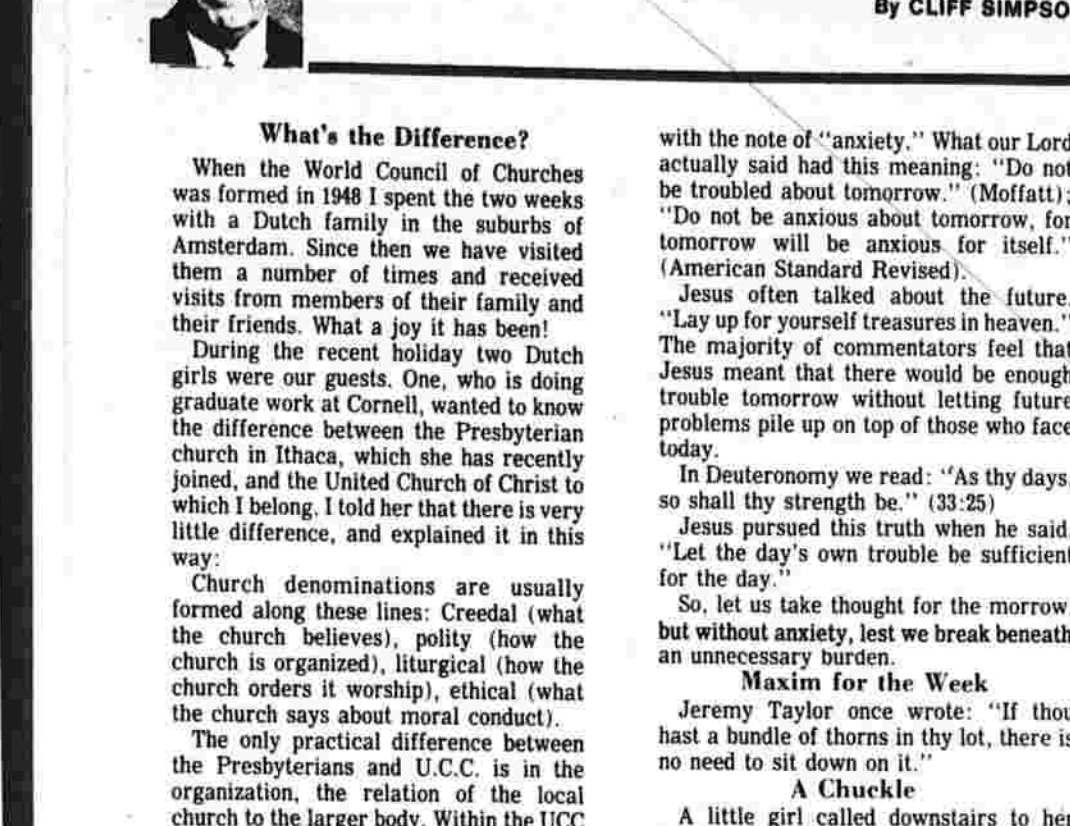 By CLIFF SIMPSO
What's the Difference?
When the World Council of Churches
was formed in 1948 I spent the two weeks
with a Dutch family in the suburbs of
Amsterdam. Since then we have visited
them a number of times and received
visits from members of their family and
their friends. What a joy it has been!
During the recent holiday two Dutch
girls were our guests. One, who is doing
graduate work at Cornell, wanted to know
the difference between the Presbyterian
church in Ithaca, which she has recently
joined, and the United Church of Christ to
which I belong. I told her that there is very
little difference, and explained it in this
way:
Church denominations are usually
formed along these lines: Creedal (what
the church believes), polity (how the
church is organized), liturgical (how the
church orders it worship), ethical (what
the church says about moral conduct).
The only practical difference between
the Presbyterians and U.C.C. is in the
organization, the relation of the local
church to the larger body. Within the UCC
with the note of "anxiety." What our Lord
actually said had this meaning: "Do not
be troubled about tomorrow." (Moffatt);
"Do not be anxious about tomorrow, for
tomorrow will be anxious for itself."
(American Standard Revised).
Jesus often talked about the future.
"Lay up for yourself treasures in heaven."
The majority of commentators feel that
Jesus meant that there would be enough
trouble tomorrow without letting future
problems pile up on top of those who face
today.
In Deuteronomy we read: "As thy days,
so shall thy strength be." (33:25)
Jesus pursued this truth when he said,
"Let the day's own trouble be sufficient
for the day."
So, let us take thought for the morrow
but without anxiety, lest we break beneath
an unnecessary burden.
Maxim for the Week
Jeremy Taylor once wrote: "If thou
hast a bundle of thorns in thy lot, there is
no need to sit down on it."
A Chuckle
A little girl called downstairs to her